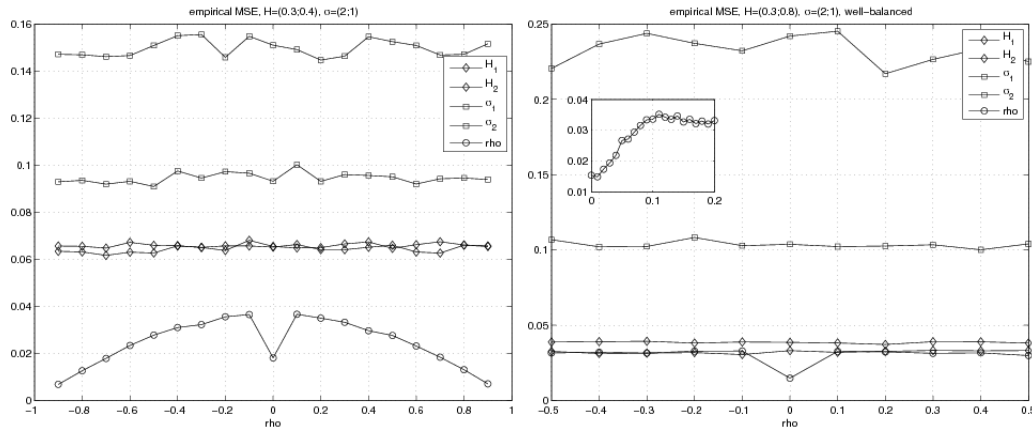 empirical MSE, H=(0.3;0.4), σ=(2;1)
0.16
0.14
0.12
0.1
0.08
0.06
0.04
0.02
0
−1 −0.8 −0.6 −0.4 −0.2 0 0.2 0.4 0.6 0.8 1
rho
H₁
H₂
σ₁
σ₂
rho
empirical MSE, H=(0.3;0.8), σ=(2;1), well-balanced
0.25
0.2
0.15
0.1
0.05
0
−0.5 −0.4 −0.3 −0.2 −0.1 0 0.1 0.2 0.3 0.4 0.5
rho
H₁
H₂
σ₁
σ₂
rho
0.04
0.03
0.02
0.01
0 0.1 0.2